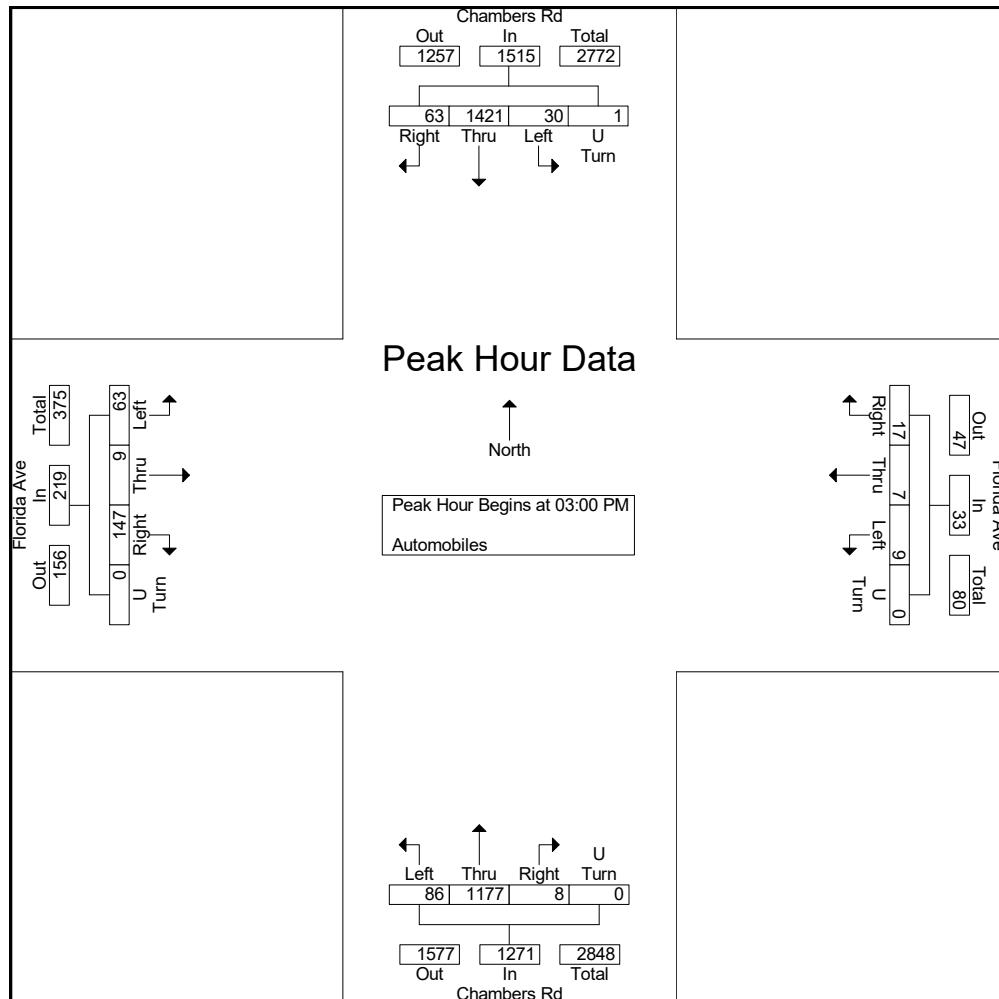 Chambers Rd
Out In Total
1257 1515 2772
63 1421 30 1
Right Thru Left U Turn
Peak Hour Data
North
Peak Hour Begins at 03:00 PM
Automobiles
Florida Ave
Total In Out
375 219 156
63 9 147 0
Left Thru Right U Turn
Right Thru Left U Turn
17 7 9 0
Out In Total
47 33 80
Florida Ave
Left Thru Right U Turn
86 1177 8 0
1577 1271 2848
Out In Total
Chambers Rd